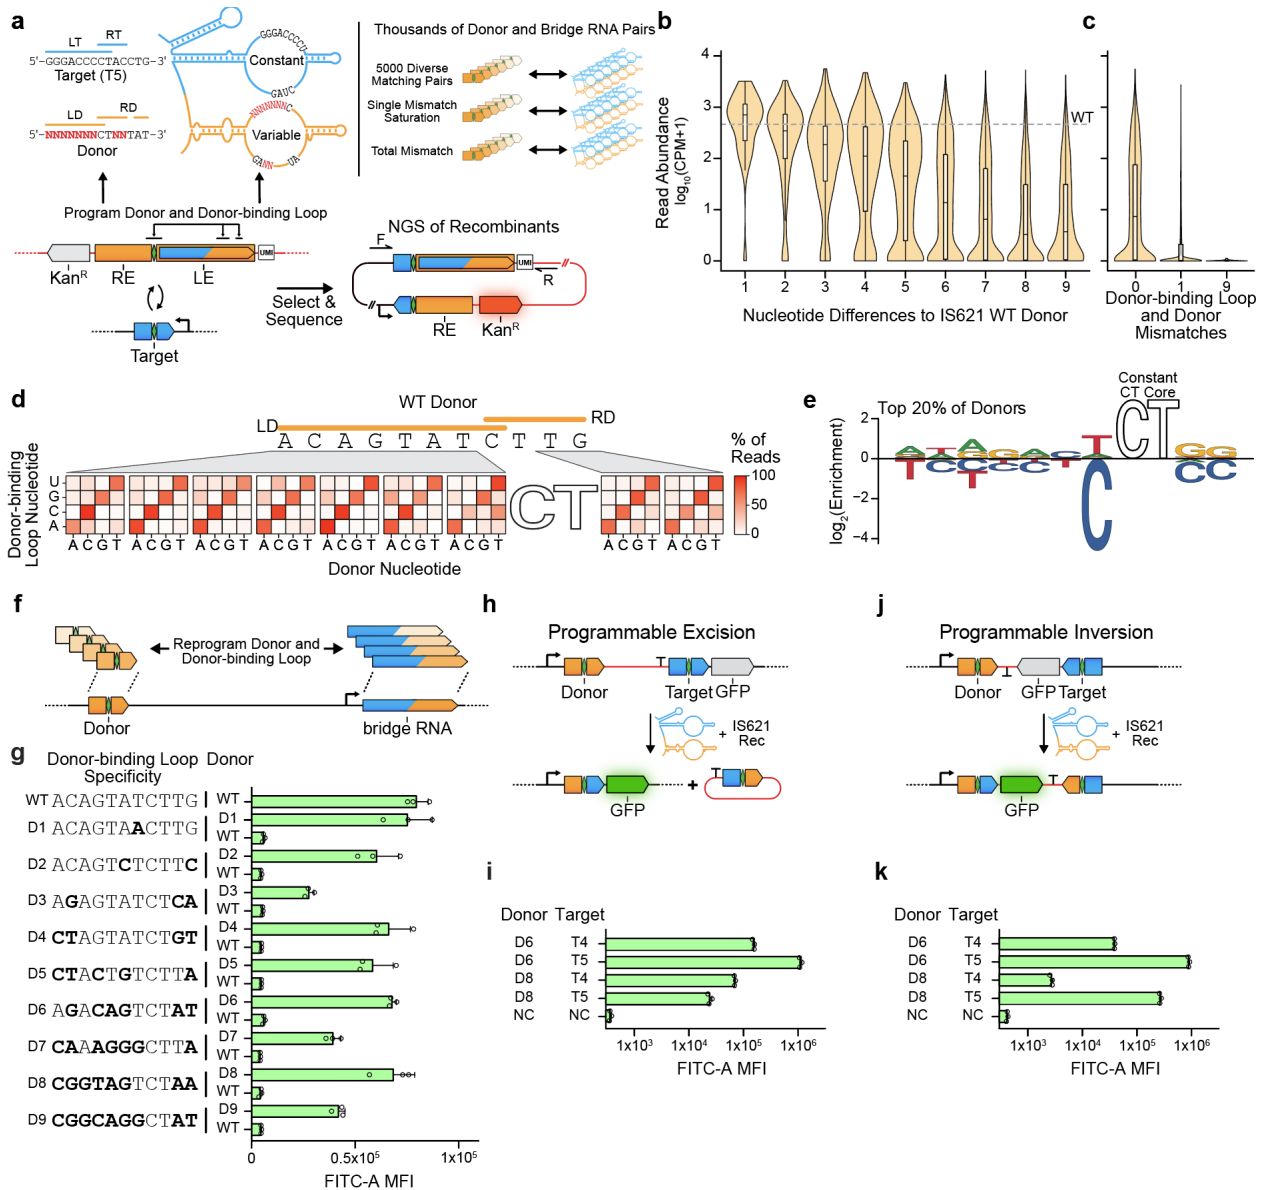 a
LT
RT
5'-GGGACCCCTACCTG-3'
Target (T5)
LD
RD
5'-NNNNNNNCTNNTAT-3'
Donor
GGGACCCCU
Constant
GAUC
NNNNNNNC
Variable
GANN
UA
Program Donor and Donor-binding Loop
Kan^R
RE
LE
UMI
Target
Thousands of Donor and Bridge RNA Pairs
5000 Diverse
Matching Pairs
Single Mismatch
Saturation
Total Mismatch
Select &
Sequence
NGS of Recombinants
F
UMI
R
RE
Kan^R
b
Read Abundance
log10(CPM+1)
4
3
2
1
0
WT
1 2 3 4 5 6 7 8 9
Nucleotide Differences to IS621 WT Donor
c
0 1 9
Donor-binding Loop
and Donor
Mismatches
d
WT Donor
LD
RD
A C A G T A T C T T G
Donor-binding
Loop Nucleotide
U
G
C
A
CT
A C G T A C G T A C G T A C G T A C G T A C G T A C G T A C G T A C G T
Donor Nucleotide
% of
Reads
100
50
0
e
Constant
CT Core
Top 20% of Donors
log2(Enrichment)
2
0
−2
−4
CT
f
Reprogram Donor and
Donor-binding Loop
Donor
bridge RNA
g
Donor-binding Loop
Specificity
Donor
WT ACAGTATCTTG WT
D1 ACAGTAACTTG D1
WT
D2 ACAGTCTCTTC D2
WT
D3 AGAGTATCTCA D3
WT
D4 CTAGTATCTGT D4
WT
D5 CTACTGTCTTA D5
WT
D6 AGACAGTCTAT D6
WT
D7 CAAAGGGCTTA D7
WT
D8 CGGTAGTCTAA D8
WT
D9 CGGCAGGCTAT D9
WT
0 0.5x10^5 1x10^5
FITC-A MFI
h
Programmable Excision
Donor
Target GFP
+ IS621
Rec
GFP
+
i
Donor Target
D6 T4
D6 T5
D8 T4
D8 T5
NC NC
1x10^3 1x10^4 1x10^5 1x10^6
FITC-A MFI
j
Programmable Inversion
Donor
GFP Target
+ IS621
Rec
GFP
k
Donor Target
D6 T4
D6 T5
D8 T4
D8 T5
NC NC
1x10^3 1x10^4 1x10^5 1x10^6
FITC-A MFI